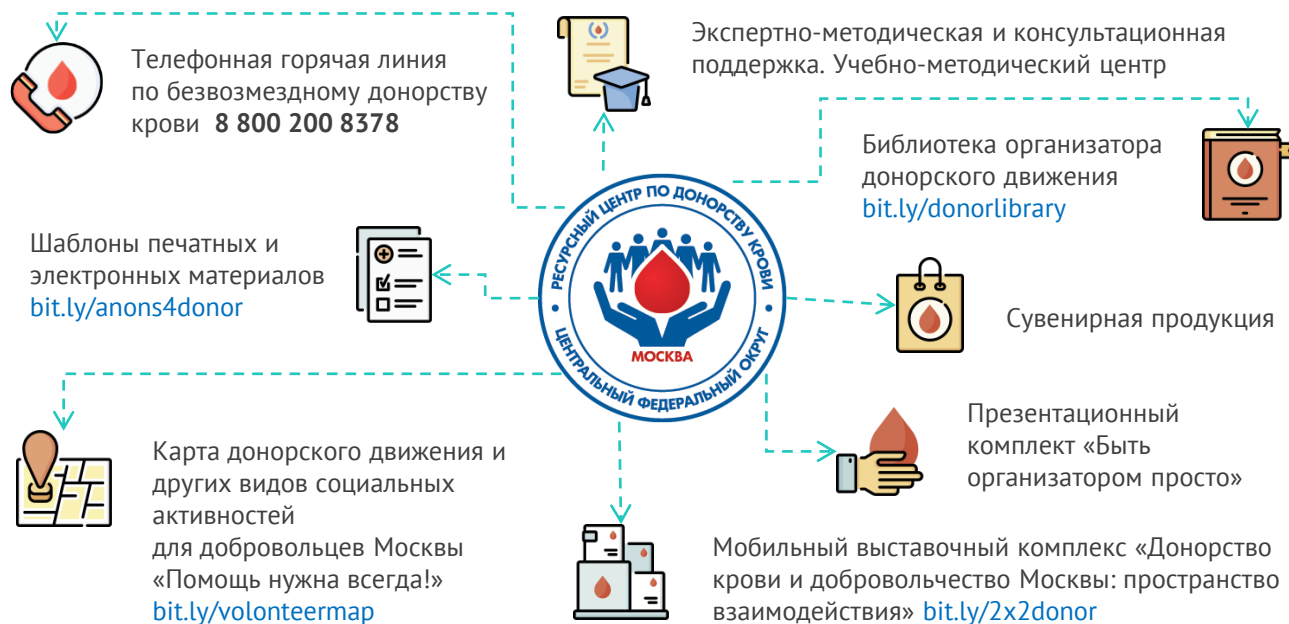 Телефонная горячая линия
по безвозмездному донорству
крови 8 800 200 8378
Экспертно-методическая и консультационная
поддержка. Учебно-методический центр
Библиотека организатора
донорского движения
bit.ly/donorlibrary
Шаблоны печатных и
электронных материалов
bit.ly/anons4donor
РЕСУРСНЫЙ ЦЕНТР ПО ДОНОРСТВУ КРОВИ
МОСКВА
ЦЕНТРАЛЬНЫЙ ФЕДЕРАЛЬНЫЙ ОКРУГ
Сувенирная продукция
Презентационный
комплект «Быть
организатором просто»
Карта донорского движения и
других видов социальных
активностей
для добровольцев Москвы
«Помощь нужна всегда!»
bit.ly/volonteermap
Мобильный выставочный комплекс «Донорство
крови и добровольчество Москвы: пространство
взаимодействия» bit.ly/2x2donor